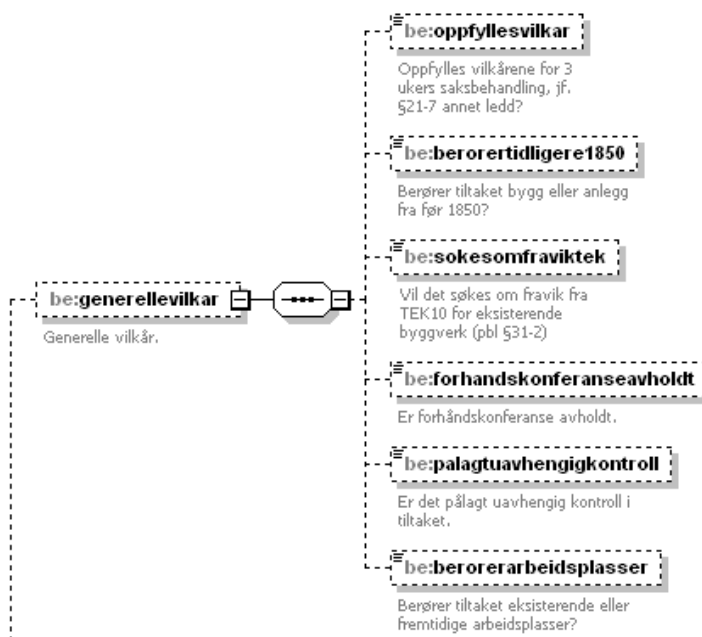 be:oppfyllesvilkar
Oppfylles vilkårene for 3
ukers saksbehandling, jf.
§21-7 annet ledd?
be:berorertidligere1850
Berører tiltaket bygg eller anlegg
fra før 1850?
be:sokesomfraviktek
Vil det søkes om fravik fra
TEK10 for eksisterende
byggverk (pbl §31-2)
be:generellevilkar
Generelle vilkår.
be:forhandskonferanseavholdt
Er forhåndskonferanse avholdt.
be:palagtuavhengigkontroll
Er det pålagt uavhengig kontroll i
tiltaket.
be:berorerarbeidsplasser
Berører tiltaket eksisterende eller
fremtidige arbeidsplasser?